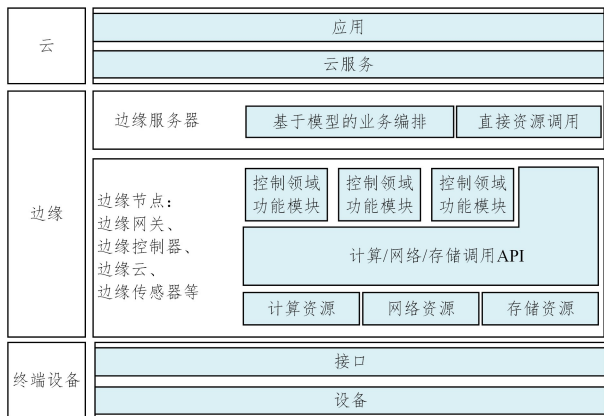 云
应用
云服务
边缘
边缘服务器
基于模型的业务编排
直接资源调用
边缘节点：
边缘网关、
边缘控制器、
边缘云、
边缘传感器等
控制领域
功能模块
控制领域
功能模块
控制领域
功能模块
计算/网络/存储调用API
计算资源
网络资源
存储资源
终端设备
接口
设备